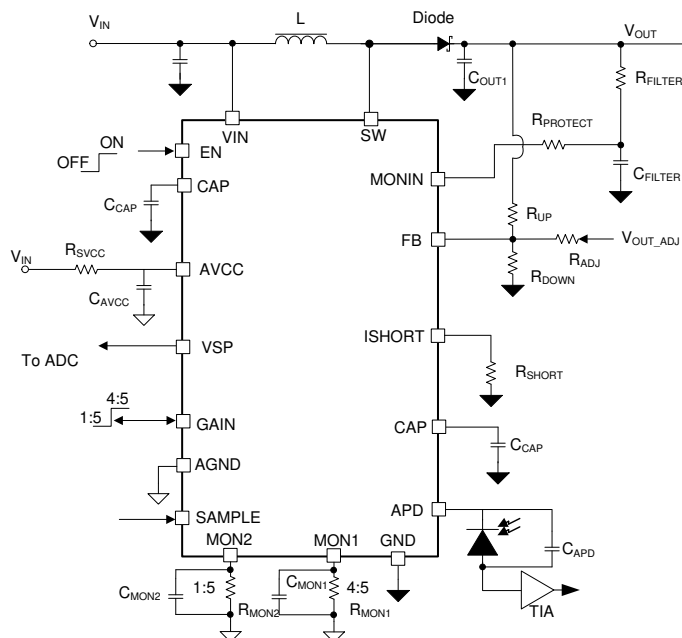 L
Diode
VIN
VOUT
COUT1
RFILTER
RPROTECT
ON
OFF
EN
VIN
SW
CAP
CCAP
MONIN
CFILTER
RUP
VIN
RSVCC
AVCC
CAVCC
FB
RADJ
VOUT_ADJ
RDOWN
To ADC
VSP
ISHORT
RSHORT
1:5
4:5
GAIN
CAP
CCAP
AGND
SAMPLE
APD
MON2
MON1
GND
CAPD
CMON2
1:5
RMON2
CMON1
4:5
RMON1
TIA